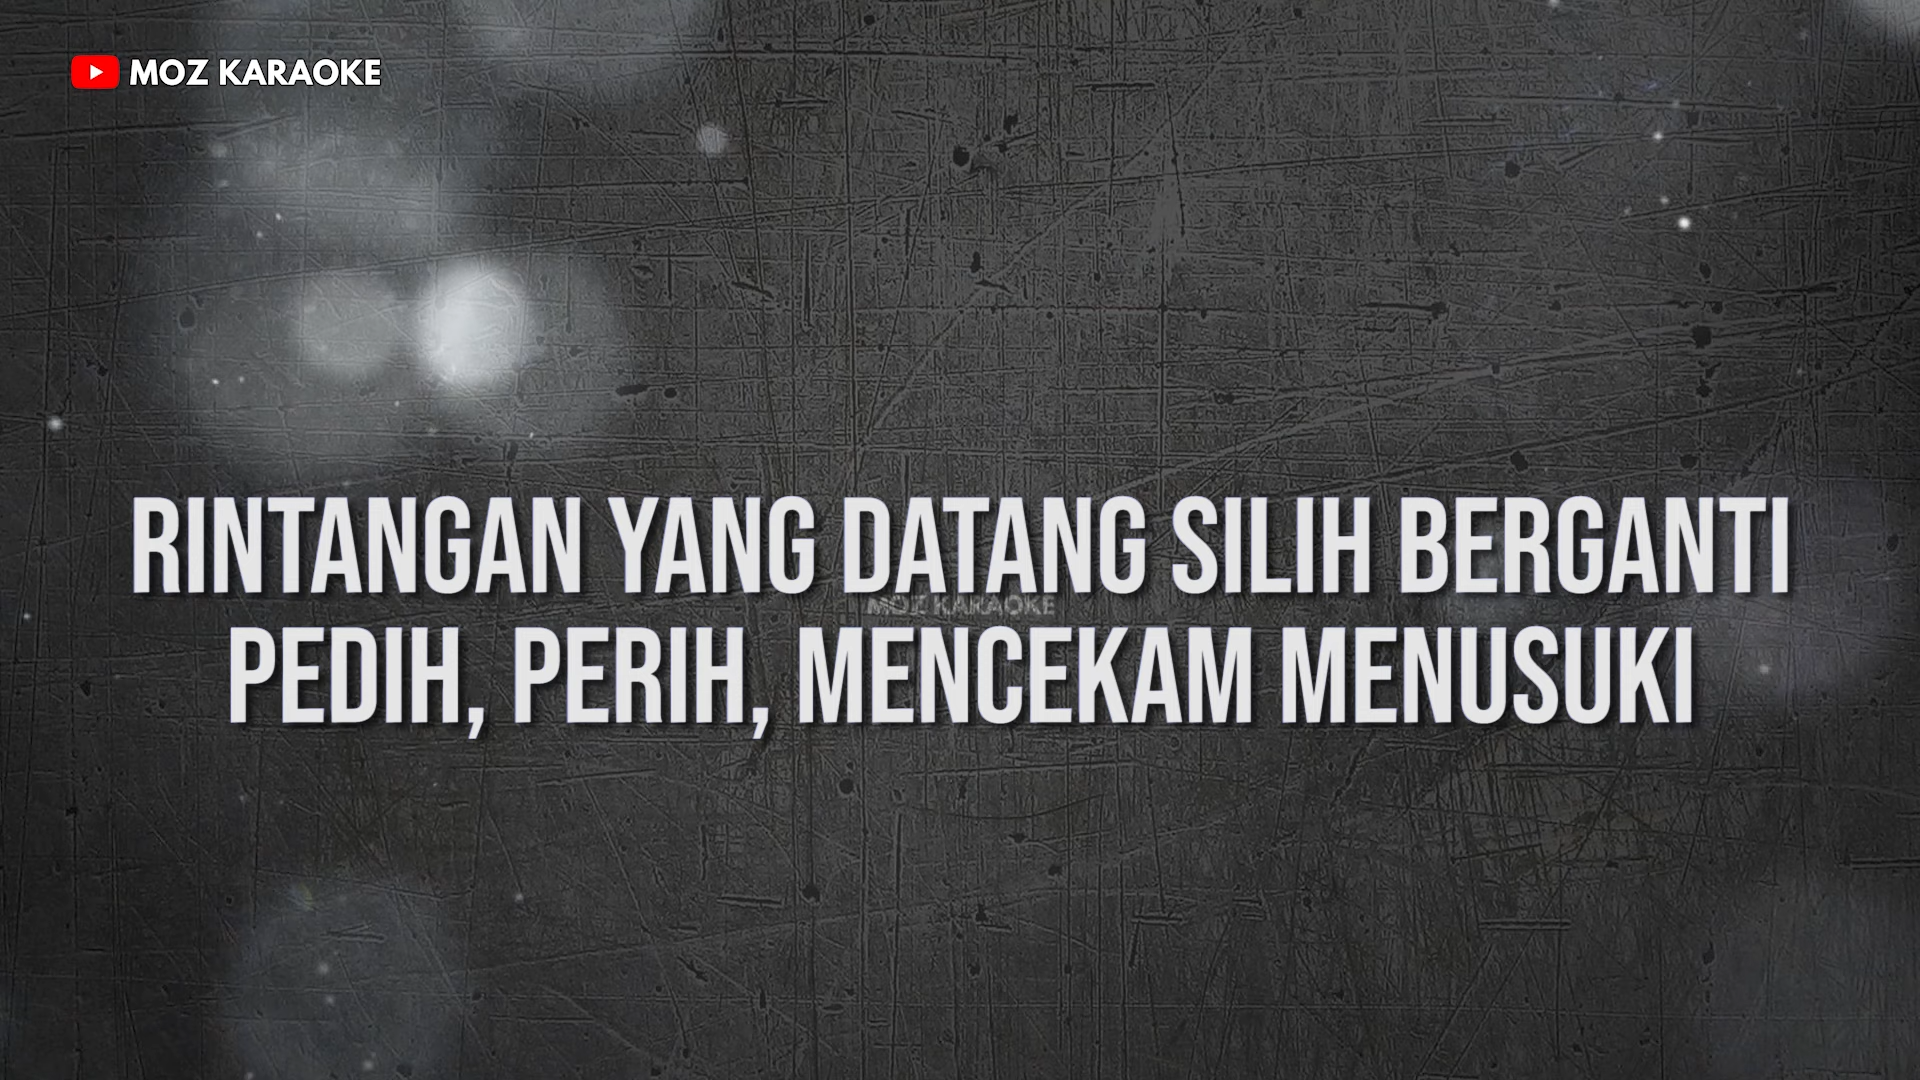 MOZ KARAOKE
RINTANGAN YANG DATANG SILIH BERGANTI
MOZ KARAOKE
PEDIH, PERIH, MENCEKAM MENUSUKI